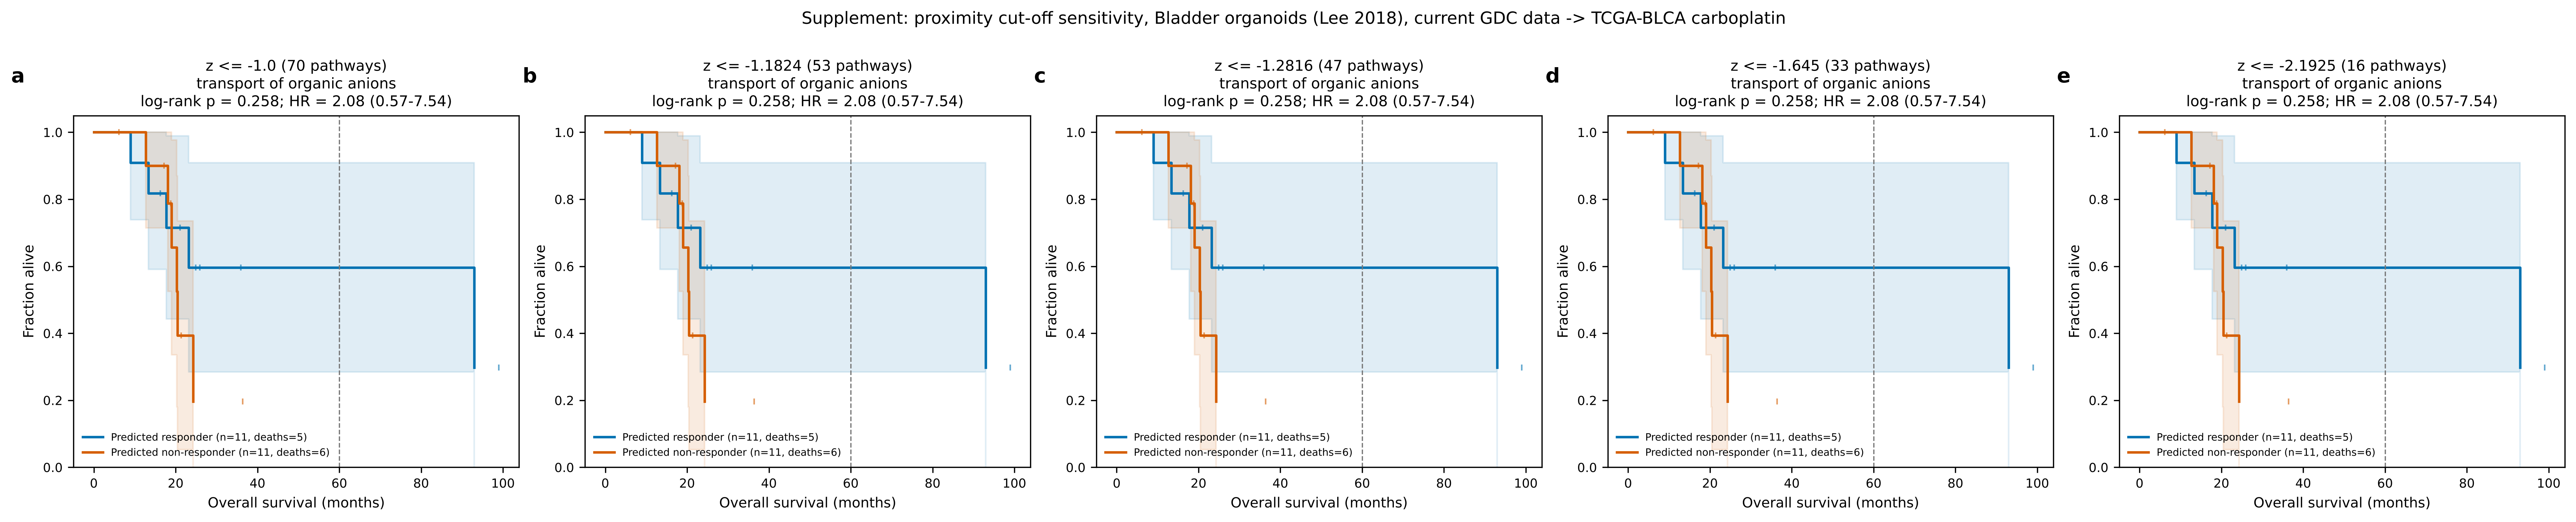 Supplement: proximity cut-off sensitivity, Bladder organoids (Lee 2018), current GDC data -> TCGA-BLCA carboplatin
a
z <= -1.0 (70 pathways)
transport of organic anions
log-rank p = 0.258; HR = 2.08 (0.57-7.54)
Fraction alive
1.0
0.8
0.6
0.4
0.2
0.0
Predicted responder (n=11, deaths=5)
Predicted non-responder (n=11, deaths=6)
0 20 40 60 80 100
Overall survival (months)
b
z <= -1.1824 (53 pathways)
transport of organic anions
log-rank p = 0.258; HR = 2.08 (0.57-7.54)
Fraction alive
1.0
0.8
0.6
0.4
0.2
0.0
Predicted responder (n=11, deaths=5)
Predicted non-responder (n=11, deaths=6)
0 20 40 60 80 100
Overall survival (months)
c
z <= -1.2816 (47 pathways)
transport of organic anions
log-rank p = 0.258; HR = 2.08 (0.57-7.54)
Fraction alive
1.0
0.8
0.6
0.4
0.2
0.0
Predicted responder (n=11, deaths=5)
Predicted non-responder (n=11, deaths=6)
0 20 40 60 80 100
Overall survival (months)
d
z <= -1.645 (33 pathways)
transport of organic anions
log-rank p = 0.258; HR = 2.08 (0.57-7.54)
Fraction alive
1.0
0.8
0.6
0.4
0.2
0.0
Predicted responder (n=11, deaths=5)
Predicted non-responder (n=11, deaths=6)
0 20 40 60 80 100
Overall survival (months)
e
z <= -2.1925 (16 pathways)
transport of organic anions
log-rank p = 0.258; HR = 2.08 (0.57-7.54)
Fraction alive
1.0
0.8
0.6
0.4
0.2
0.0
Predicted responder (n=11, deaths=5)
Predicted non-responder (n=11, deaths=6)
0 20 40 60 80 100
Overall survival (months)